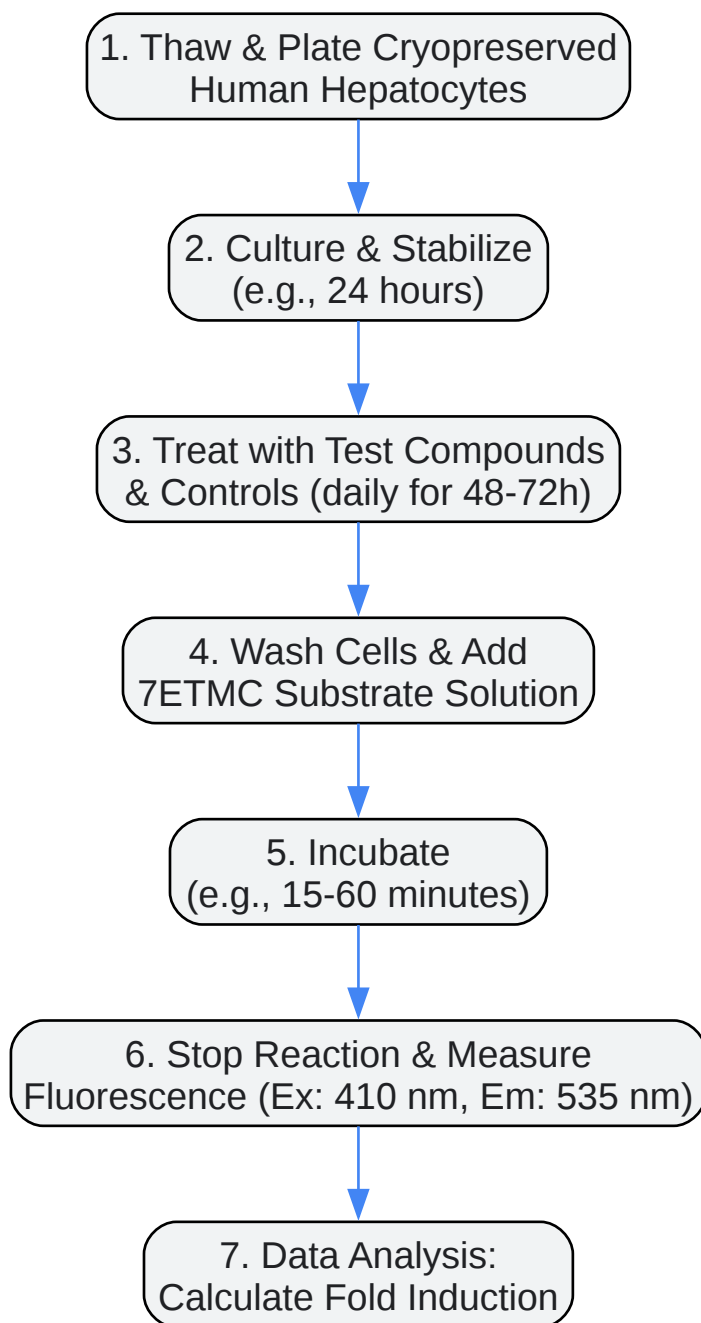 1. Thaw & Plate Cryopreserved
Human Hepatocytes
2. Culture & Stabilize
(e.g., 24 hours)
3. Treat with Test Compounds
& Controls (daily for 48-72h)
4. Wash Cells & Add
7ETMC Substrate Solution
5. Incubate
(e.g., 15-60 minutes)
6. Stop Reaction & Measure
Fluorescence (Ex: 410 nm, Em: 535 nm)
7. Data Analysis:
Calculate Fold Induction